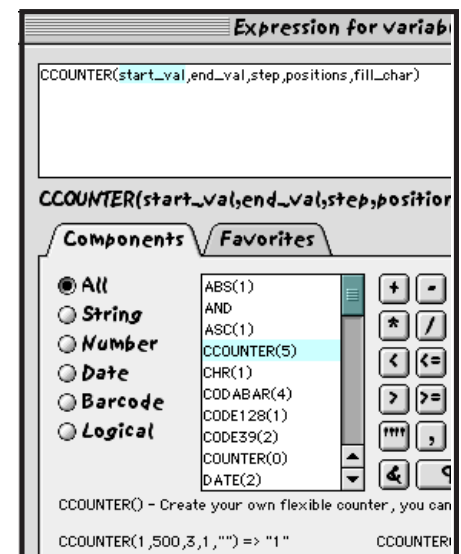 Expression for variab
CCOUNTER(start_val,end_val,step,positions,fill_char)
CCOUNTER(start_val,end_val,step,position
Components Favorites
All
String
Number
Date
Barcode
Logical
ABS(1)
AND
ASC(1)
CCOUNTER(5)
CHR(1)
CODABAR(4)
CODE128(1)
CODE39(2)
COUNTER(0)
DATE(2)
+ -
* /
< <=
> >=
"" ,
& 
CCOUNTER() - Create your own flexible counter, you can
CCOUNTER(1,500,3,1,"") => "1" CCOUNTER(